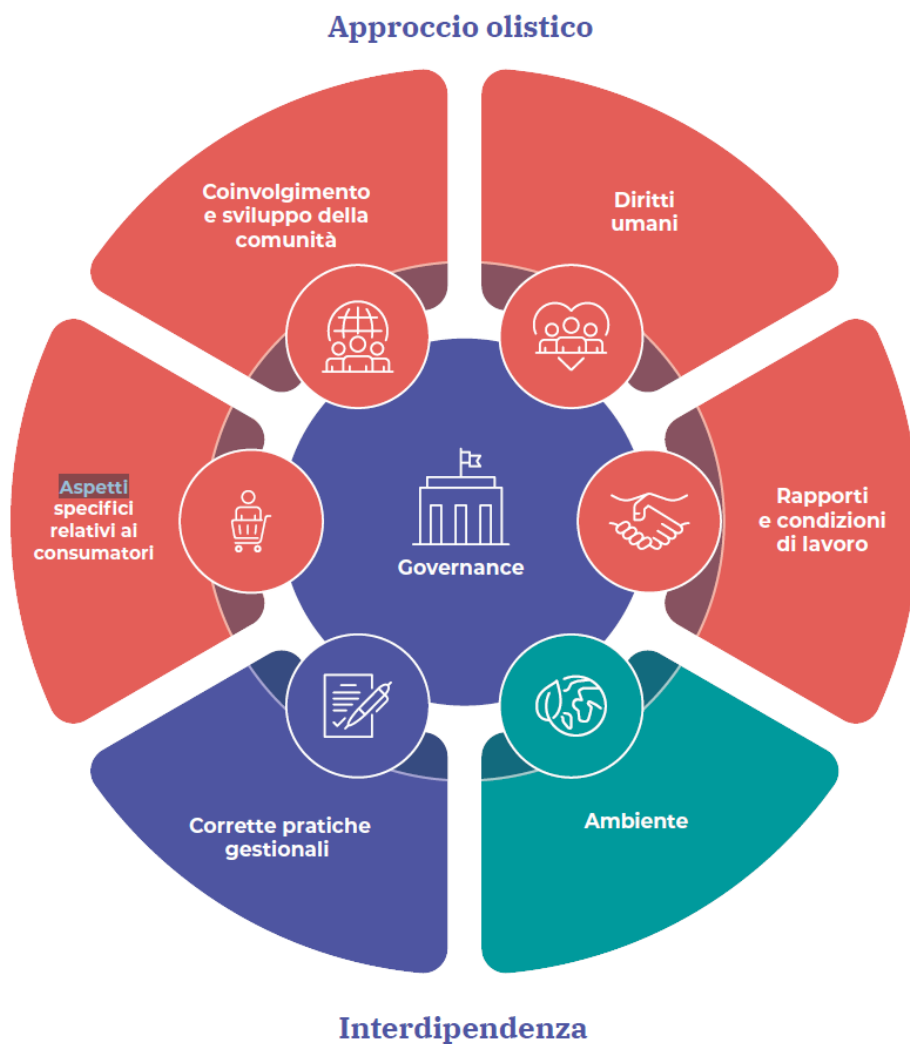 Approccio olistico
Coinvolgimento
e sviluppo della
comunità
Diritti
umani
Aspetti
specifici
relativi ai
consumatori
Governance
Rapporti
e condizioni
di lavoro
Corrette pratiche
gestionali
Ambiente
Interdipendenza